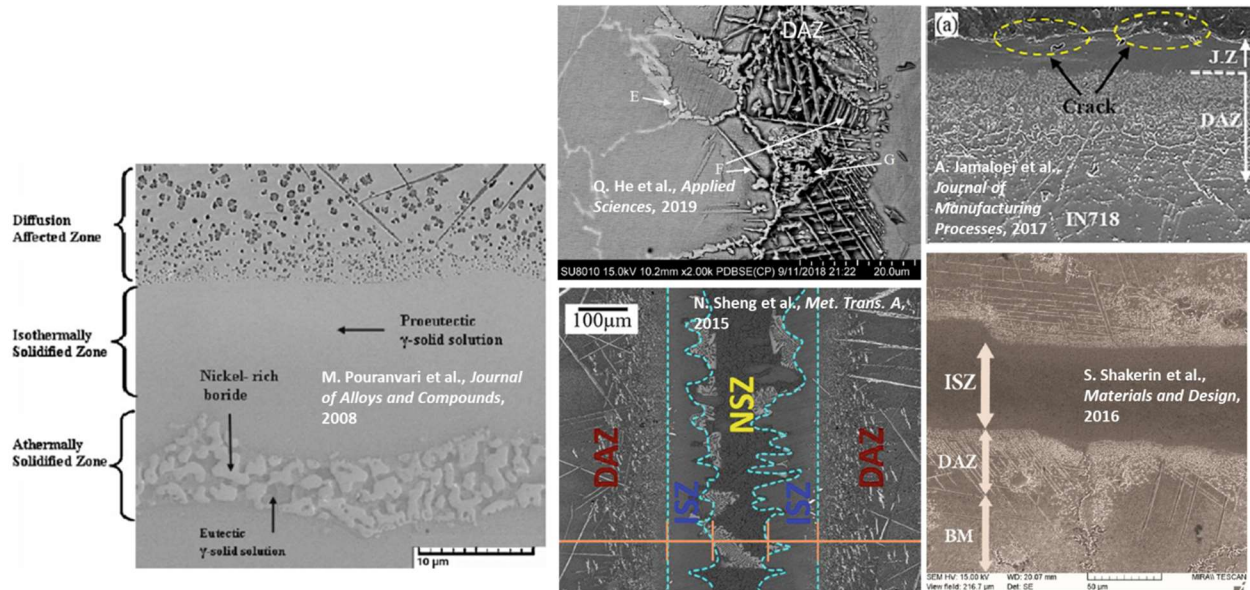 Diffusion
Affected Zone
Isothermally
Solidified Zone
Athermally
Solidified Zone
Proeutectic
γ-solid solution
Nickel- rich
boride
M. Pouranvari et al., Journal
of Alloys and Compounds,
2008
Eutectic
γ-solid solution
10 μm
DAZ
E
F
G
Q. He et al., Applied
Sciences, 2019
SU8010 15.0kV 10.2mm x2.00k PDBSE(CP) 9/11/2018 21:22
20.0um
100μm
N. Sheng et al., Met. Trans. A,
2015
DAZ
ISZ
NSZ
ISZ
DAZ
(a)
J.Z
Crack
DAZ
A. Jamaloei et al.,
Journal of
Manufacturing
Processes, 2017
IN718
ISZ
S. Shakerin et al.,
Materials and Design,
2016
DAZ
BM
SEM HV: 15.00 kV WD: 20.07 mm MIRA\\ TESCAN
View field: 216.7 μm Det: SE 50 μm